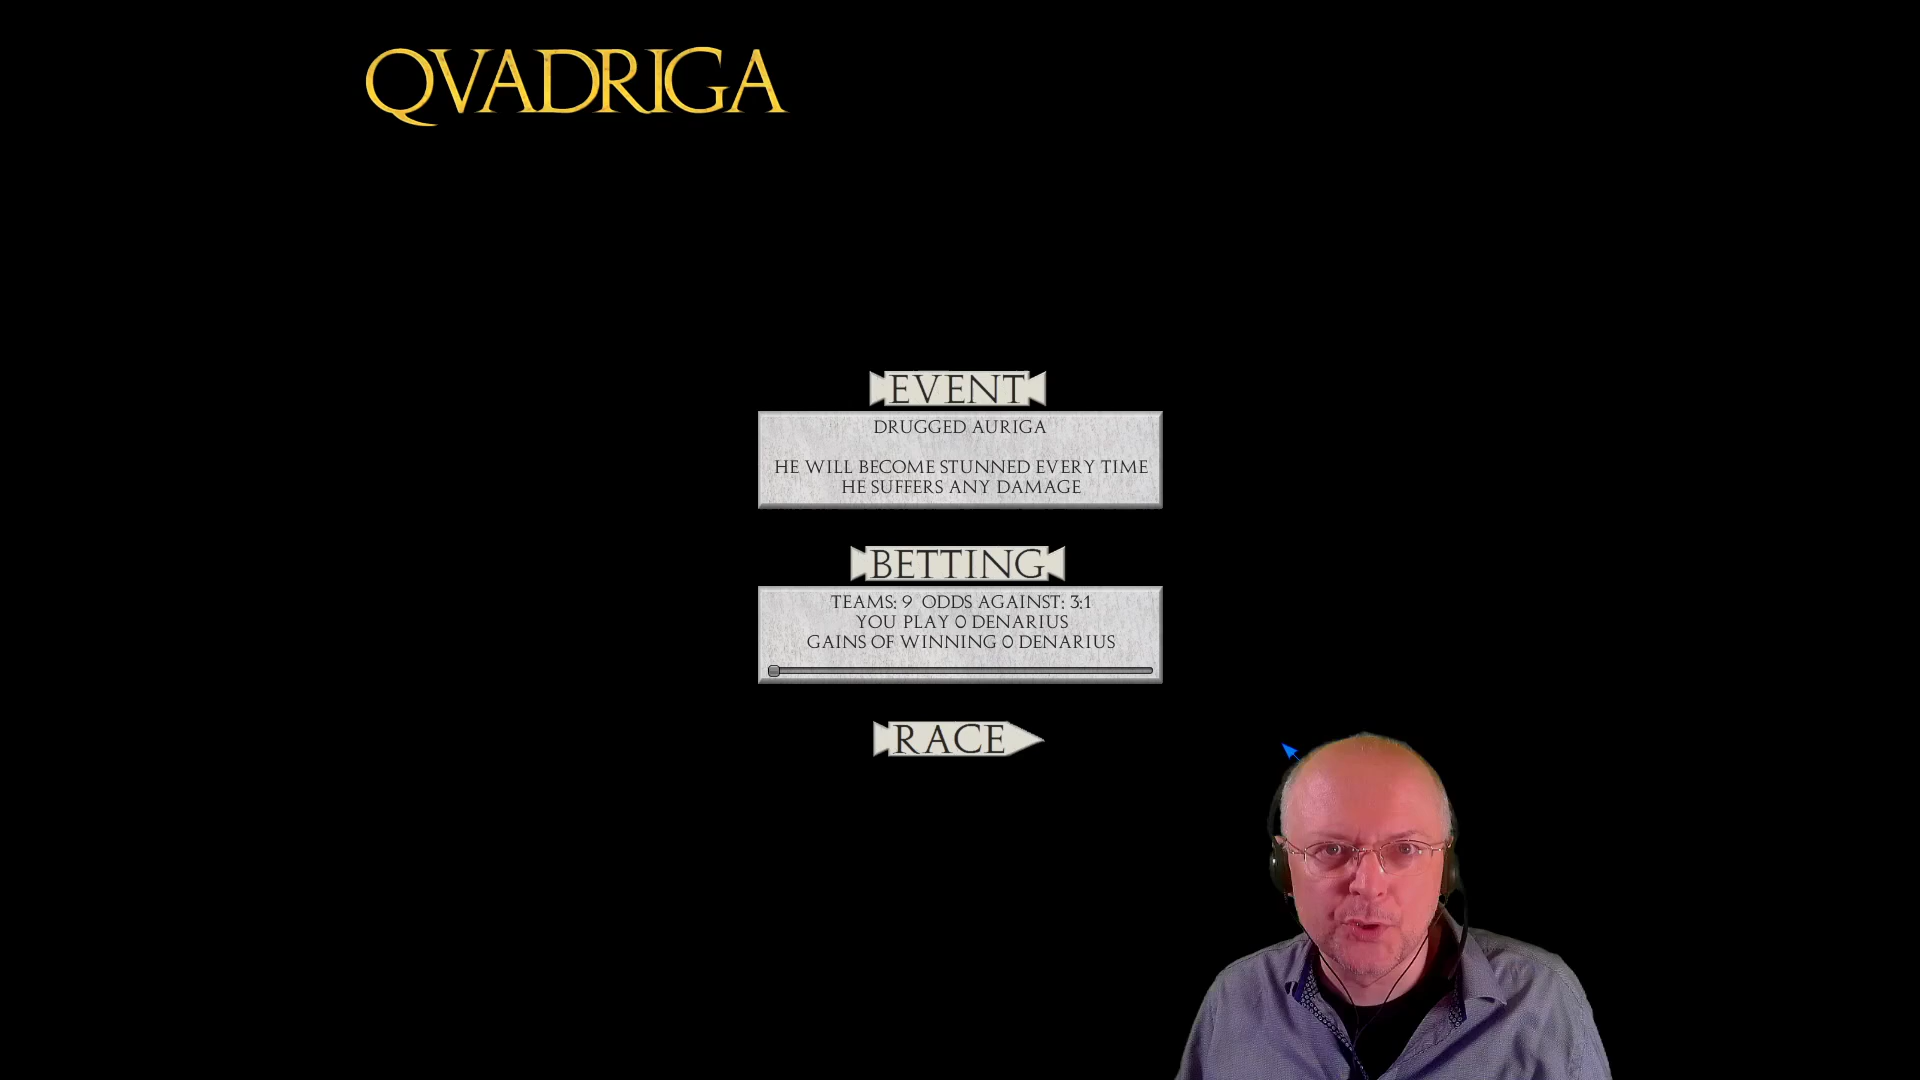 QVADRIGA
EVENT
DRUGGED AURIGA
HE WILL BECOME STUNNED EVERY TIME
HE SUFFERS ANY DAMAGE
BETTING
TEAMS: 9 ODDS AGAINST: 3:1
YOU PLAY 0 DENARIUS
GAINS OF WINNING 0 DENARIUS
RACE